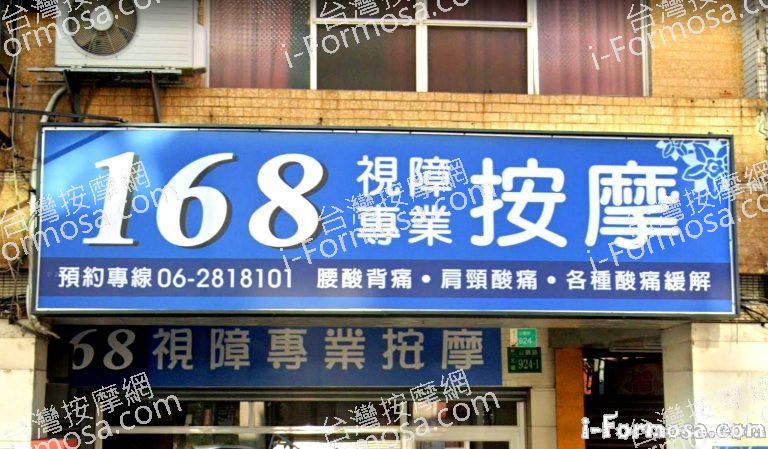 168 視障專業 按摩
預約專線 06-2818101 腰酸背痛•肩頸酸痛•各種酸痛緩解
68視障專業按摩
924
924-1
台灣按摩網
i-Formosa.com